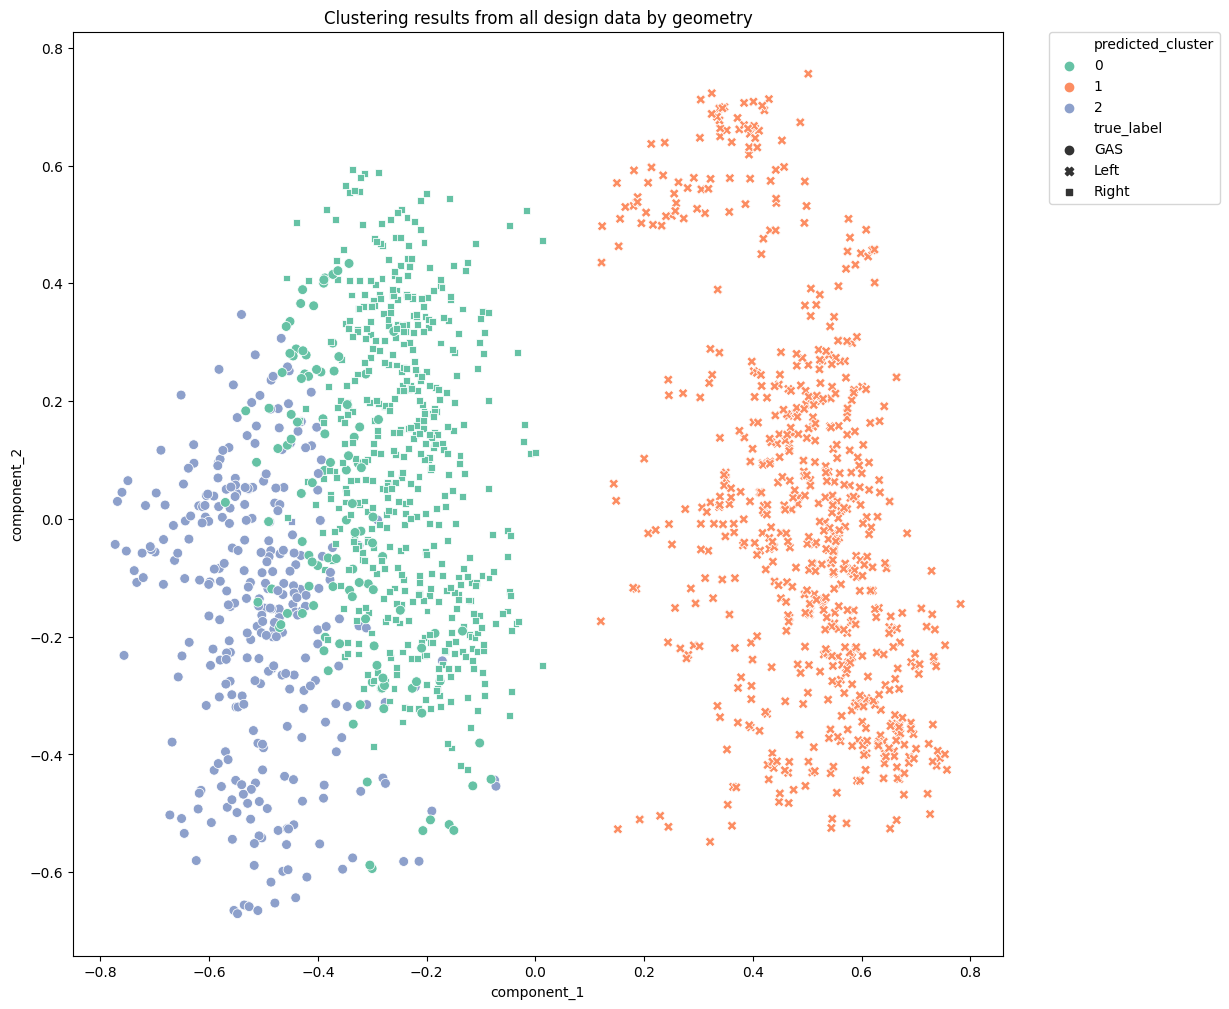 Clustering results from all design data by geometry
predicted_cluster
0
1
2
true_label
GAS
Left
Right
component_2
0.8
0.6
0.4
0.2
0.0
−0.2
−0.4
−0.6
−0.8 −0.6 −0.4 −0.2 0.0 0.2 0.4 0.6 0.8
component_1